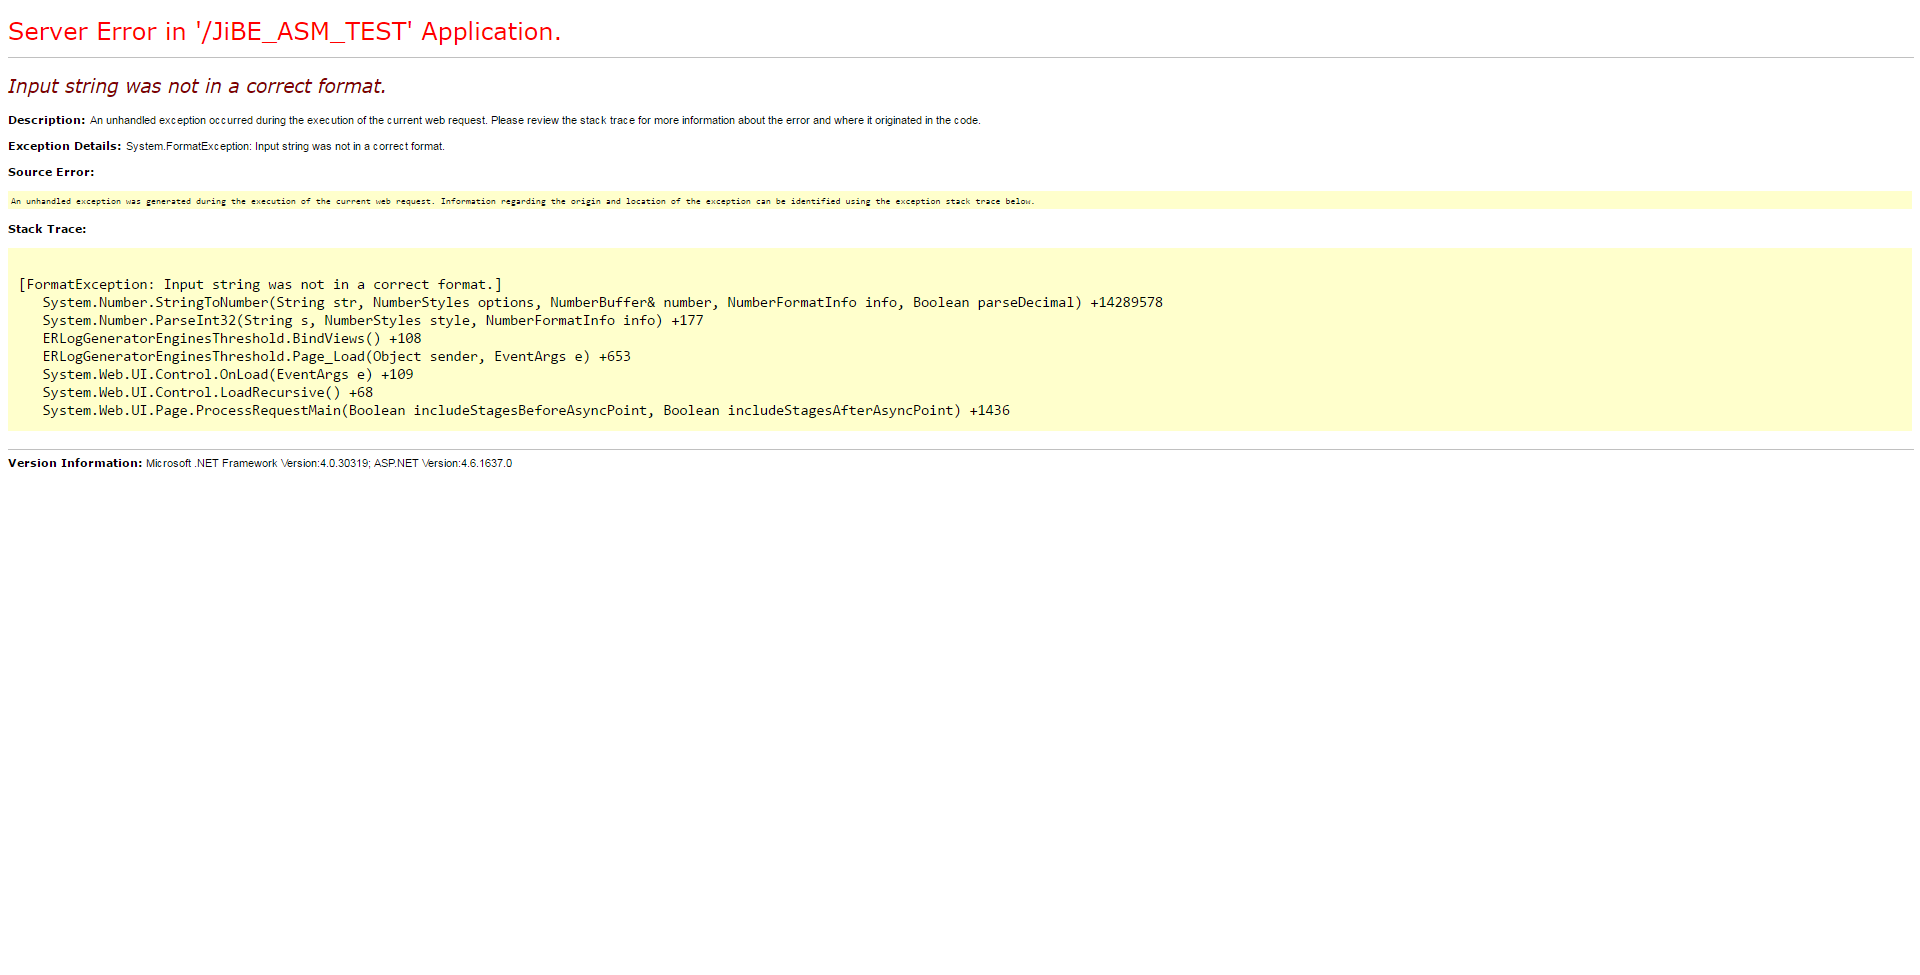 Server Error in '/JiBE_ASM_TEST' Application.
Input string was not in a correct format.
Description: An unhandled exception occurred during the execution of the current web request. Please review the stack trace for more information about the error and where it originated in the code.
Exception Details: System.FormatException: Input string was not in a correct format.
Source Error:
An unhandled exception was generated during the execution of the current web request. Information regarding the origin and location of the exception can be identified using the exception stack trace below.
Stack Trace:
[FormatException: Input string was not in a correct format.]
System.Number.StringToNumber(String str, NumberStyles options, NumberBuffer& number, NumberFormatInfo info, Boolean parseDecimal) +14289578
System.Number.ParseInt32(String s, NumberStyles style, NumberFormatInfo info) +177
ERLogGeneratorEnginesThreshold.BindViews() +108
ERLogGeneratorEnginesThreshold.Page_Load(Object sender, EventArgs e) +653
System.Web.UI.Control.OnLoad(EventArgs e) +109
System.Web.UI.Control.LoadRecursive() +68
System.Web.UI.Page.ProcessRequestMain(Boolean includeStagesBeforeAsyncPoint, Boolean includeStagesAfterAsyncPoint) +1436
Version Information: Microsoft .NET Framework Version:4.0.30319; ASP.NET Version:4.6.1637.0